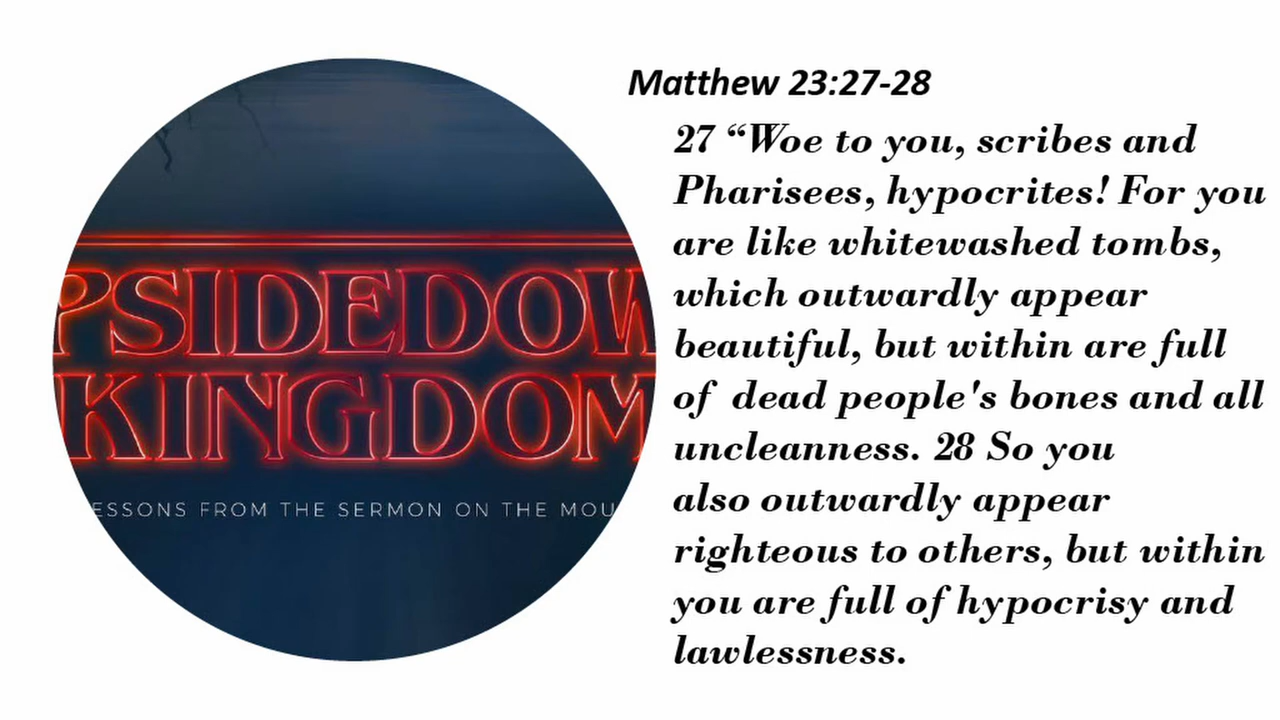 PSIDEDOW
KINGDOM
ESSONS FROM THE SERMON ON THE MOU
Matthew 23:27-28
27 “Woe to you, scribes and
Pharisees, hypocrites! For you
are like whitewashed tombs,
which outwardly appear
beautiful, but within are full
of dead people's bones and all
uncleanness. 28 So you
also outwardly appear
righteous to others, but within
you are full of hypocrisy and
lawlessness.